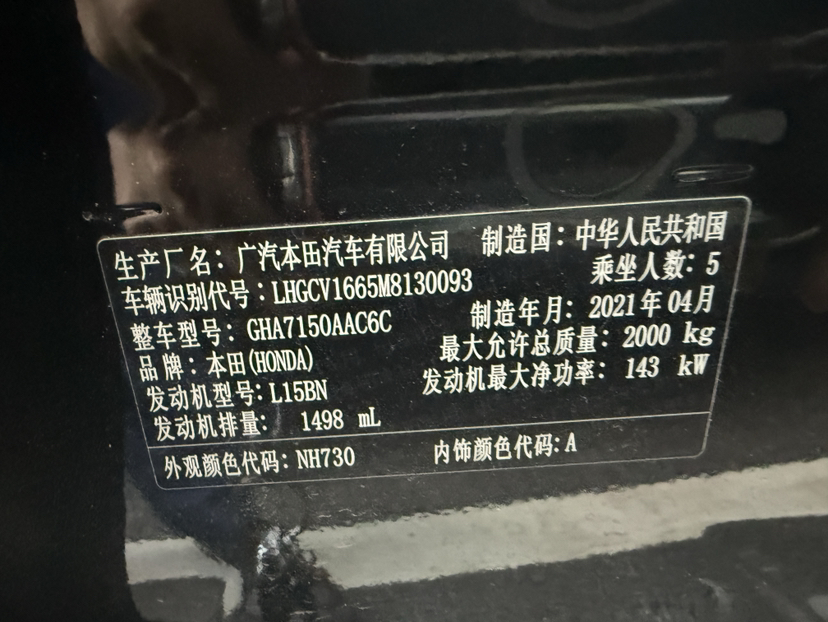 生产厂名：广汽本田汽车有限公司 制造国：中华人民共和国
车辆识别代号：LHGCV1665M8130093 乘坐人数：5
整车型号：GHA7150AAC6C 制造年月：2021年04月
品牌：本田(HONDA) 最大允许总质量：2000 kg
发动机型号：L15BN 发动机最大净功率：143 kW
发动机排量： 1498 mL
外观颜色代码：NH730 内饰颜色代码：A